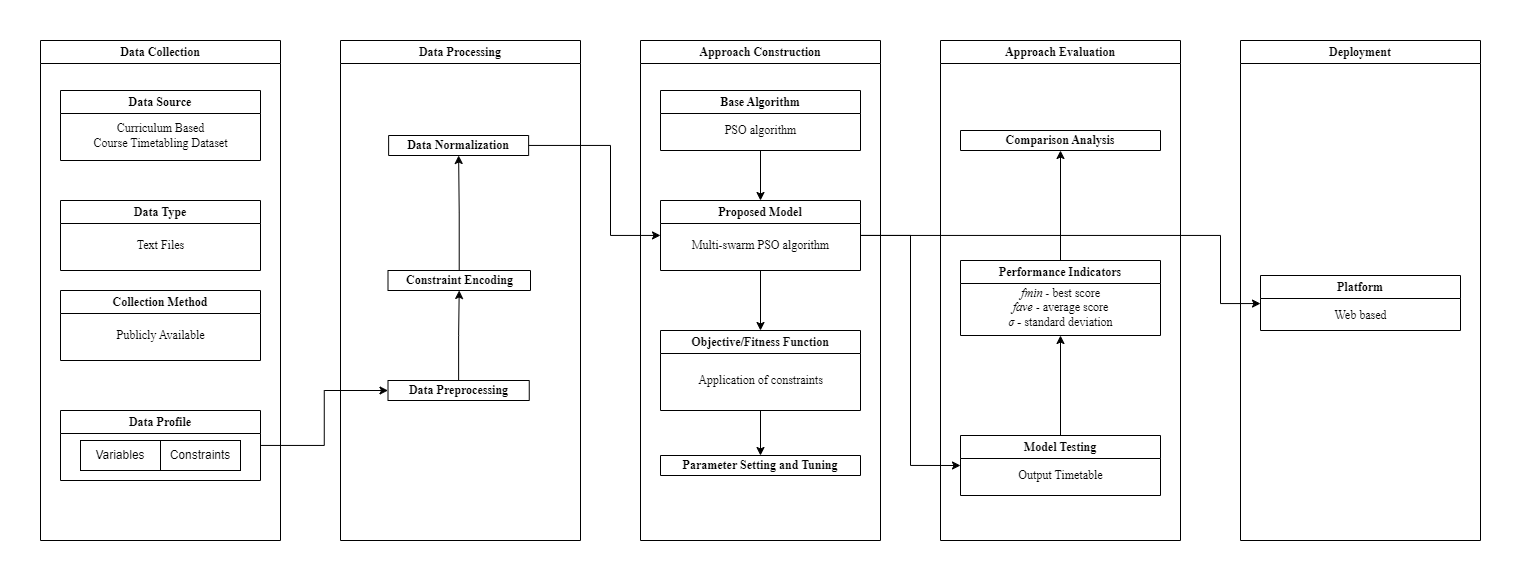 Data Collection
Data Source
Curriculum Based
Course Timetabling Dataset
Data Type
Text Files
Collection Method
Publicly Available
Data Profile
Variables
Constraints
Data Processing
Data Normalization
Constraint Encoding
Data Preprocessing
Approach Construction
Base Algorithm
PSO algorithm
Proposed Model
Multi-swarm PSO algorithm
Objective/Fitness Function
Application of constraints
Parameter Setting and Tuning
Approach Evaluation
Comparison Analysis
Performance Indicators
fmin - best score
fave - average score
σ - standard deviation
Model Testing
Output Timetable
Deployment
Platform
Web based